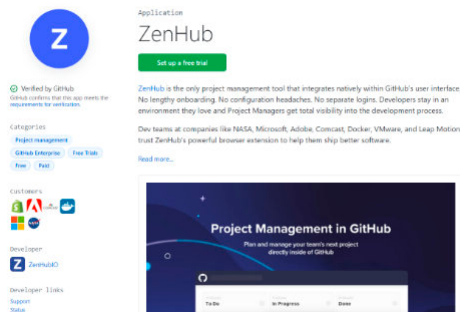 Z
Verified by GitHub
GitHub confirms that this app meets the
requirements for verification.
Categories
Project management
GitHub Enterprise
Free Trials
Free
Paid
Customers
Developer
Z ZenHubIO
Developer links
Support
Status
Application
ZenHub
Set up a free trial
ZenHub is the only project management tool that integrates natively within GitHub's user interface.
No lengthy onboarding. No configuration headaches. No separate logins. Developers stay in an
environment they love and Project Managers get total visibility into the development process.
Dev teams at companies like NASA, Microsoft, Adobe, Comcast, Docker, VMware, and Leap Motion
trust ZenHub's powerful browser extension to help them ship better software.
Read more...
Project Management in GitHub
Plan and manage your team's next project
directly inside of GitHub
To Do
In Progress
Done